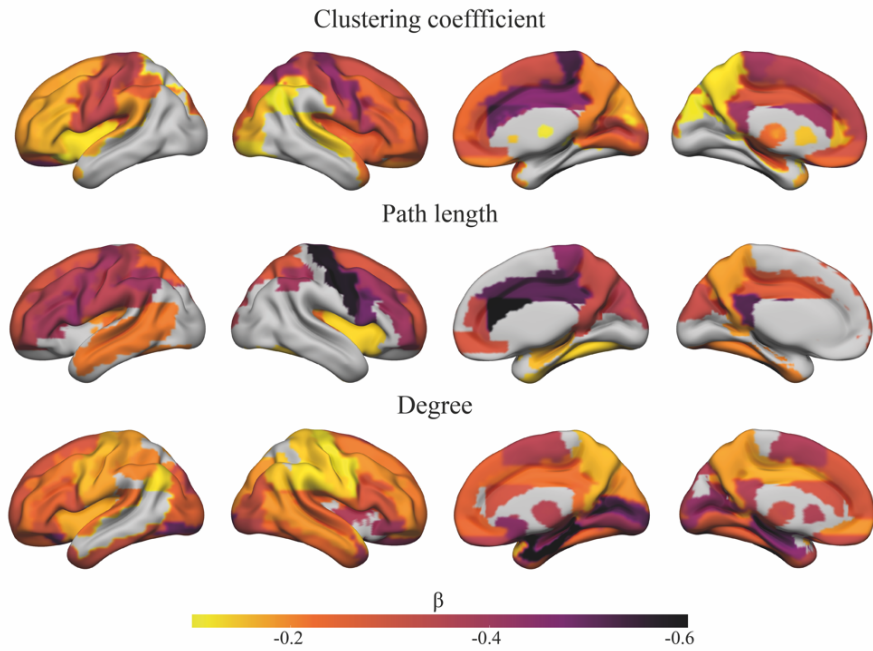 Clustering coeffficient
Path length
Degree
β
-0.2 -0.4 -0.6